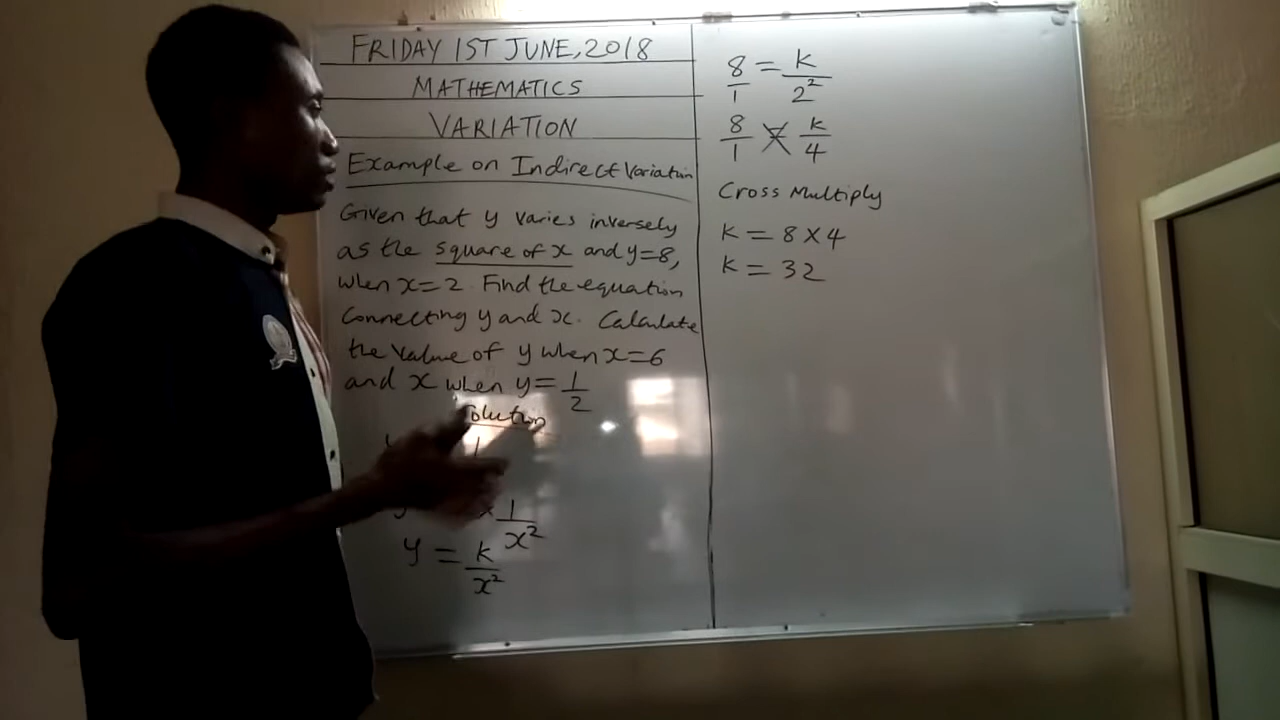 FRIDAY 1ST JUNE, 2018
MATHEMATICS
VARIATION
Example on Indirect Variation
Given that y varies inversely
as the square of x and y=8,
when x=2. Find the equation
connecting y and x. Calculate
the value of y when x=6
and x when y=1/2
Solution
1
y × 1/x²
y = k/x²
8/1 = k/2²
8/1 = k/4
Cross Multiply
k = 8 × 4
k = 32